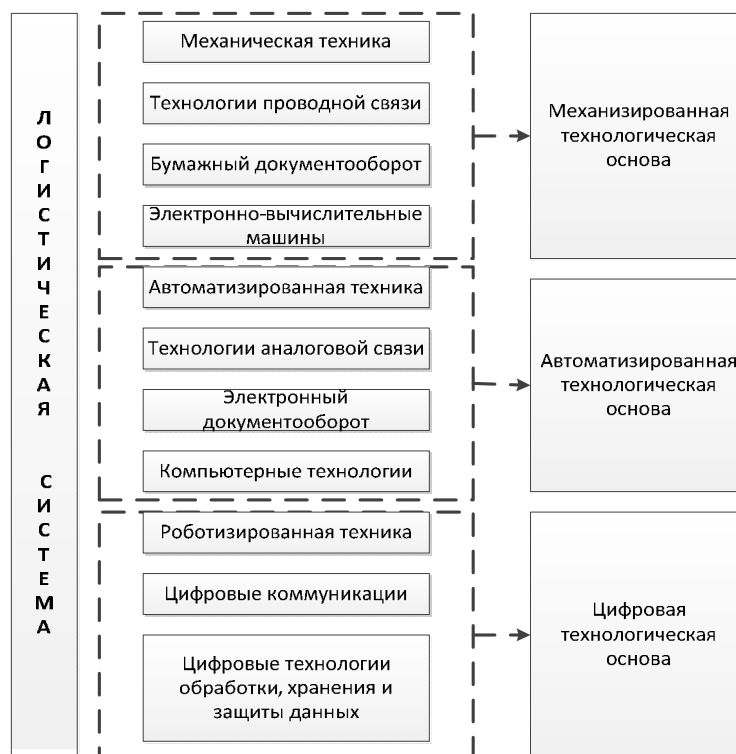 ЛОГИСТИЧЕСКАЯ СИСТЕМА
Механическая техника
Технологии проводной связи
Бумажный документооборот
Электронно-вычислительные
машины
Механизированная
технологическая
основа
Автоматизированная техника
Технологии аналоговой связи
Электронный
документооборот
Компьютерные технологии
Автоматизированная
технологическая
основа
Роботизированная техника
Цифровые коммуникации
Цифровые технологии
обработки, хранения и
защиты данных
Цифровая
технологическая
основа